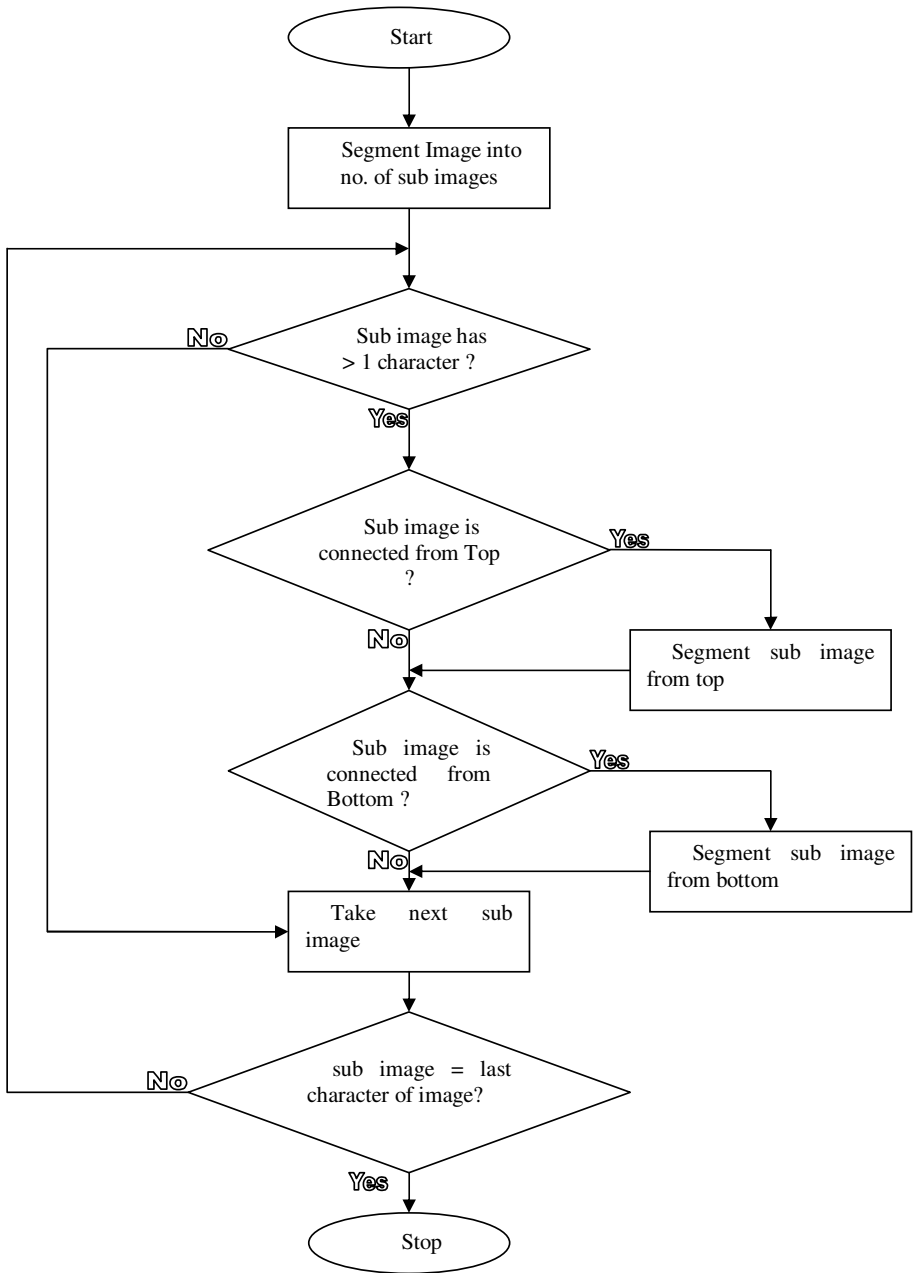 Start
Segment Image into
no. of sub images
No
Sub image has
> 1 character ?
Yes
Sub image is
connected from Top
?
Yes
No
Segment sub image
from top
Sub image is
connected from
Bottom ?
Yes
No
Segment sub image
from bottom
Take next sub
image
sub image = last
character of image?
No
Yes
Stop